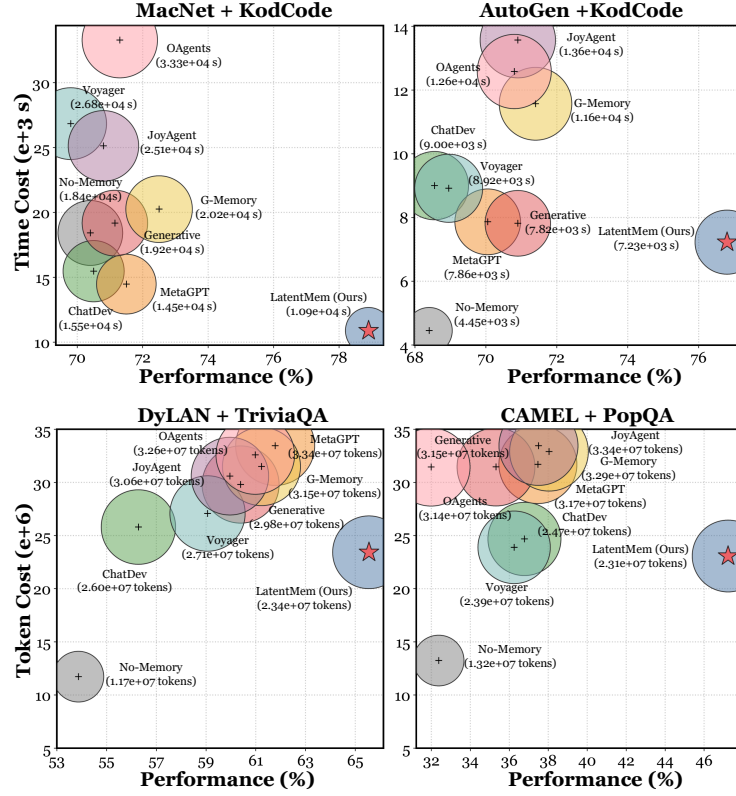 MacNet + KodCode
Time Cost (e+3 s)
30
25
20
15
10
70
72
74
76
78
Performance (%)
OAgents
(3.33e+04 s)
Voyager
(2.68e+04 s)
JoyAgent
(2.51e+04 s)
No-Memory
(1.84e+04s)
G-Memory
(2.02e+04 s)
Generative
(1.92e+04 s)
MetaGPT
(1.45e+04 s)
ChatDev
(1.55e+04 s)
LatentMem (Ours)
(1.09e+04 s)
AutoGen +KodCode
14
12
10
8
6
4
68
70
72
74
76
Performance (%)
JoyAgent
(1.36e+04 s)
OAgents
(1.26e+04 s)
G-Memory
(1.16e+04 s)
ChatDev
(9.00e+03 s)
Voyager
(8.92e+03 s)
Generative
(7.82e+03 s)
MetaGPT
(7.86e+03 s)
LatentMem (Ours)
(7.23e+03 s)
No-Memory
(4.45e+03 s)
DyLAN + TriviaQA
Token Cost (e+6)
35
30
25
20
15
10
5
53
55
57
59
61
63
65
Performance (%)
OAgents
(3.26e+07 tokens)
MetaGPT
(3.34e+07 tokens)
JoyAgent
(3.06e+07 tokens)
G-Memory
(3.15e+07 tokens)
Generative
(2.98e+07 tokens)
Voyager
(2.71e+07 tokens)
ChatDev
(2.60e+07 tokens)
LatentMem (Ours)
(2.34e+07 tokens)
No-Memory
(1.17e+07 tokens)
CAMEL + PopQA
35
30
25
20
15
10
5
32
34
36
38
40
42
44
46
Performance (%)
Generative
(3.15e+07 tokens)
JoyAgent
(3.34e+07 tokens)
G-Memory
(3.29e+07 tokens)
MetaGPT
(3.17e+07 tokens)
OAgents
(3.14e+07 tokens)
ChatDev
(2.47e+07 tokens)
Voyager
(2.39e+07 tokens)
LatentMem (Ours)
(2.31e+07 tokens)
No-Memory
(1.32e+07 tokens)